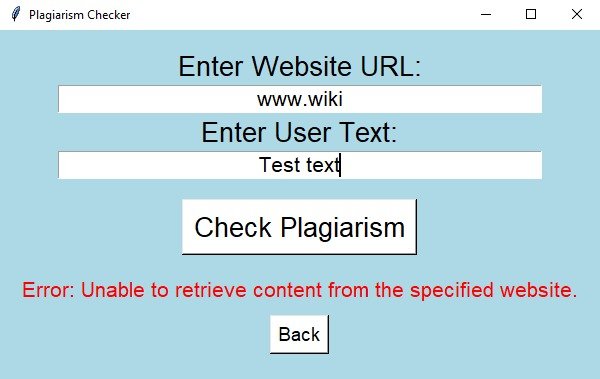 Plagiarism Checker
Enter Website URL:
www.wiki
Enter User Text:
Test text
Check Plagiarism
Error: Unable to retrieve content from the specified website.
Back